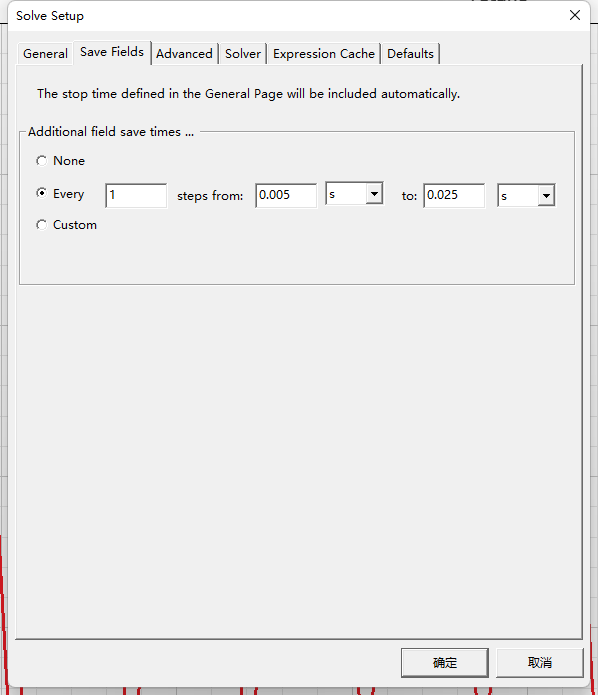 Solve Setup
General Save Fields Advanced Solver Expression Cache Defaults
The stop time defined in the General Page will be included automatically.
Additional field save times ...
None
Every 1 steps from: 0.005 s to: 0.025 s
Custom
确定 取消